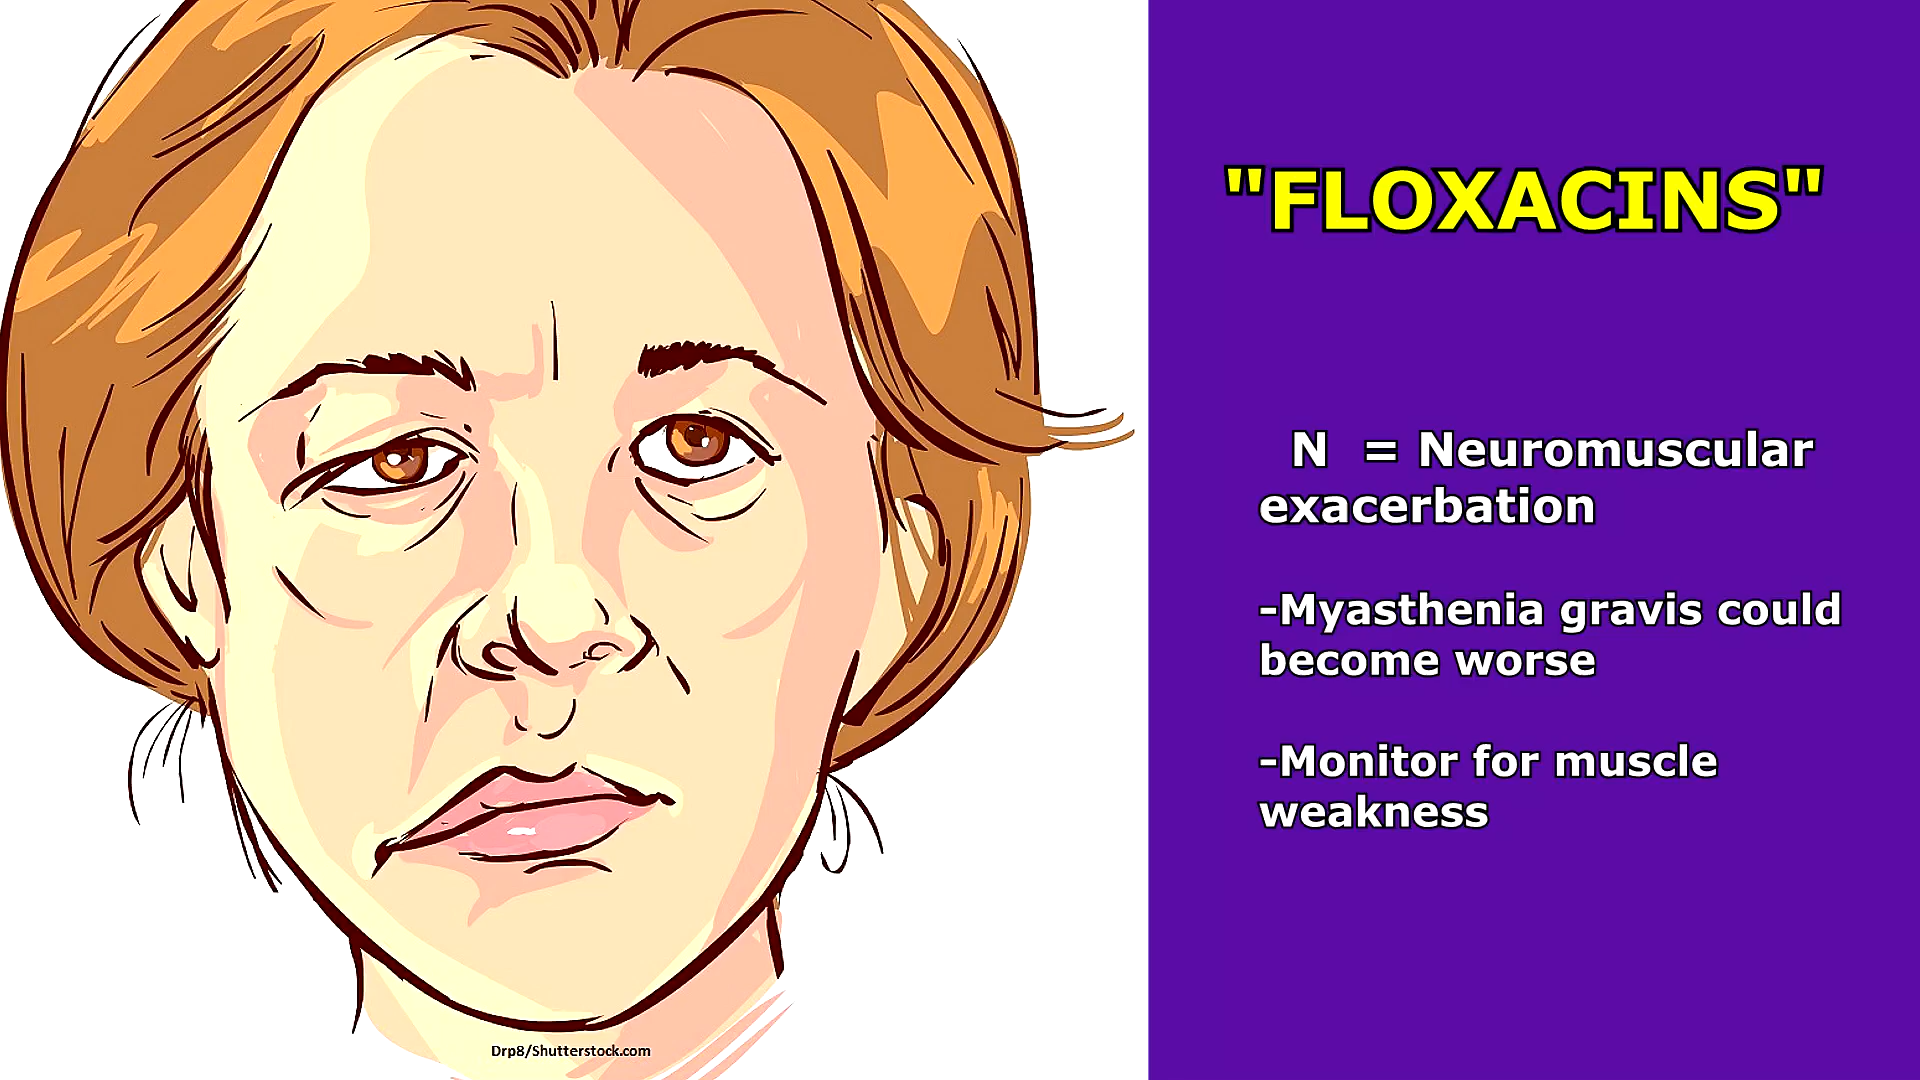 "FLOXACINS"
N = Neuromuscular
exacerbation
-Myasthenia gravis could
become worse
-Monitor for muscle
weakness
Drp8/Shutterstock.com